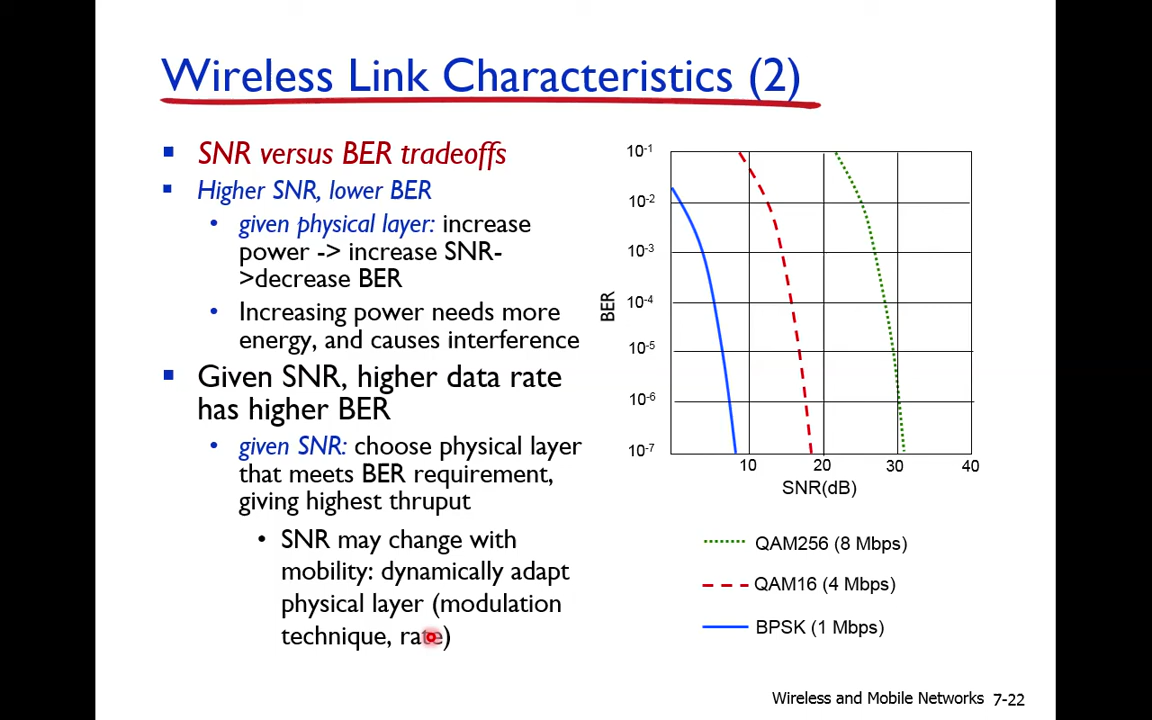 Wireless Link Characteristics (2)
SNR versus BER tradeoffs
Higher SNR, lower BER
given physical layer: increase
power -> increase SNR-
>decrease BER
Increasing power needs more
energy, and causes interference
Given SNR, higher data rate
has higher BER
given SNR: choose physical layer
that meets BER requirement,
giving highest thruput
SNR may change with
mobility: dynamically adapt
physical layer (modulation
technique, rate)
10-1
10-2
10-3
10-4
10-5
10-6
10-7
BER
10 20 30 40
SNR(dB)
QAM256 (8 Mbps)
QAM16 (4 Mbps)
BPSK (1 Mbps)
Wireless and Mobile Networks 7-22